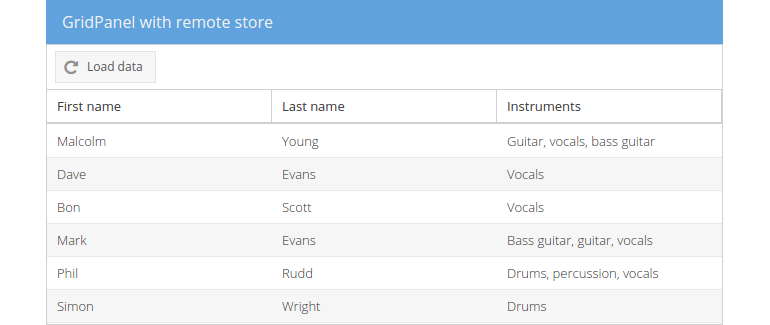 GridPanel with remote store
Load data
First name Last name Instruments
Malcolm Young Guitar, vocals, bass guitar
Dave Evans Vocals
Bon Scott Vocals
Mark Evans Bass guitar, guitar, vocals
Phil Rudd Drums, percussion, vocals
Simon Wright Drums